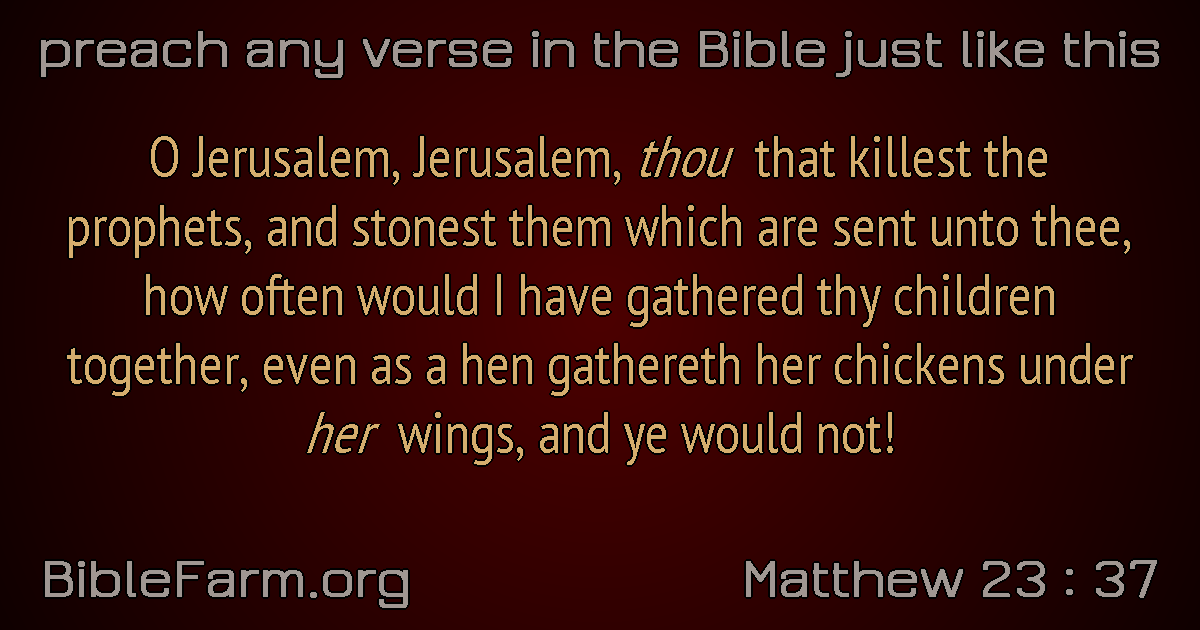 preach any verse in the Bible just like this
O Jerusalem, Jerusalem, thou that killest the
prophets, and stonest them which are sent unto thee,
how often would I have gathered thy children
together, even as a hen gathereth her chickens under
her wings, and ye would not!
BibleFarm.org
Matthew 23 : 37